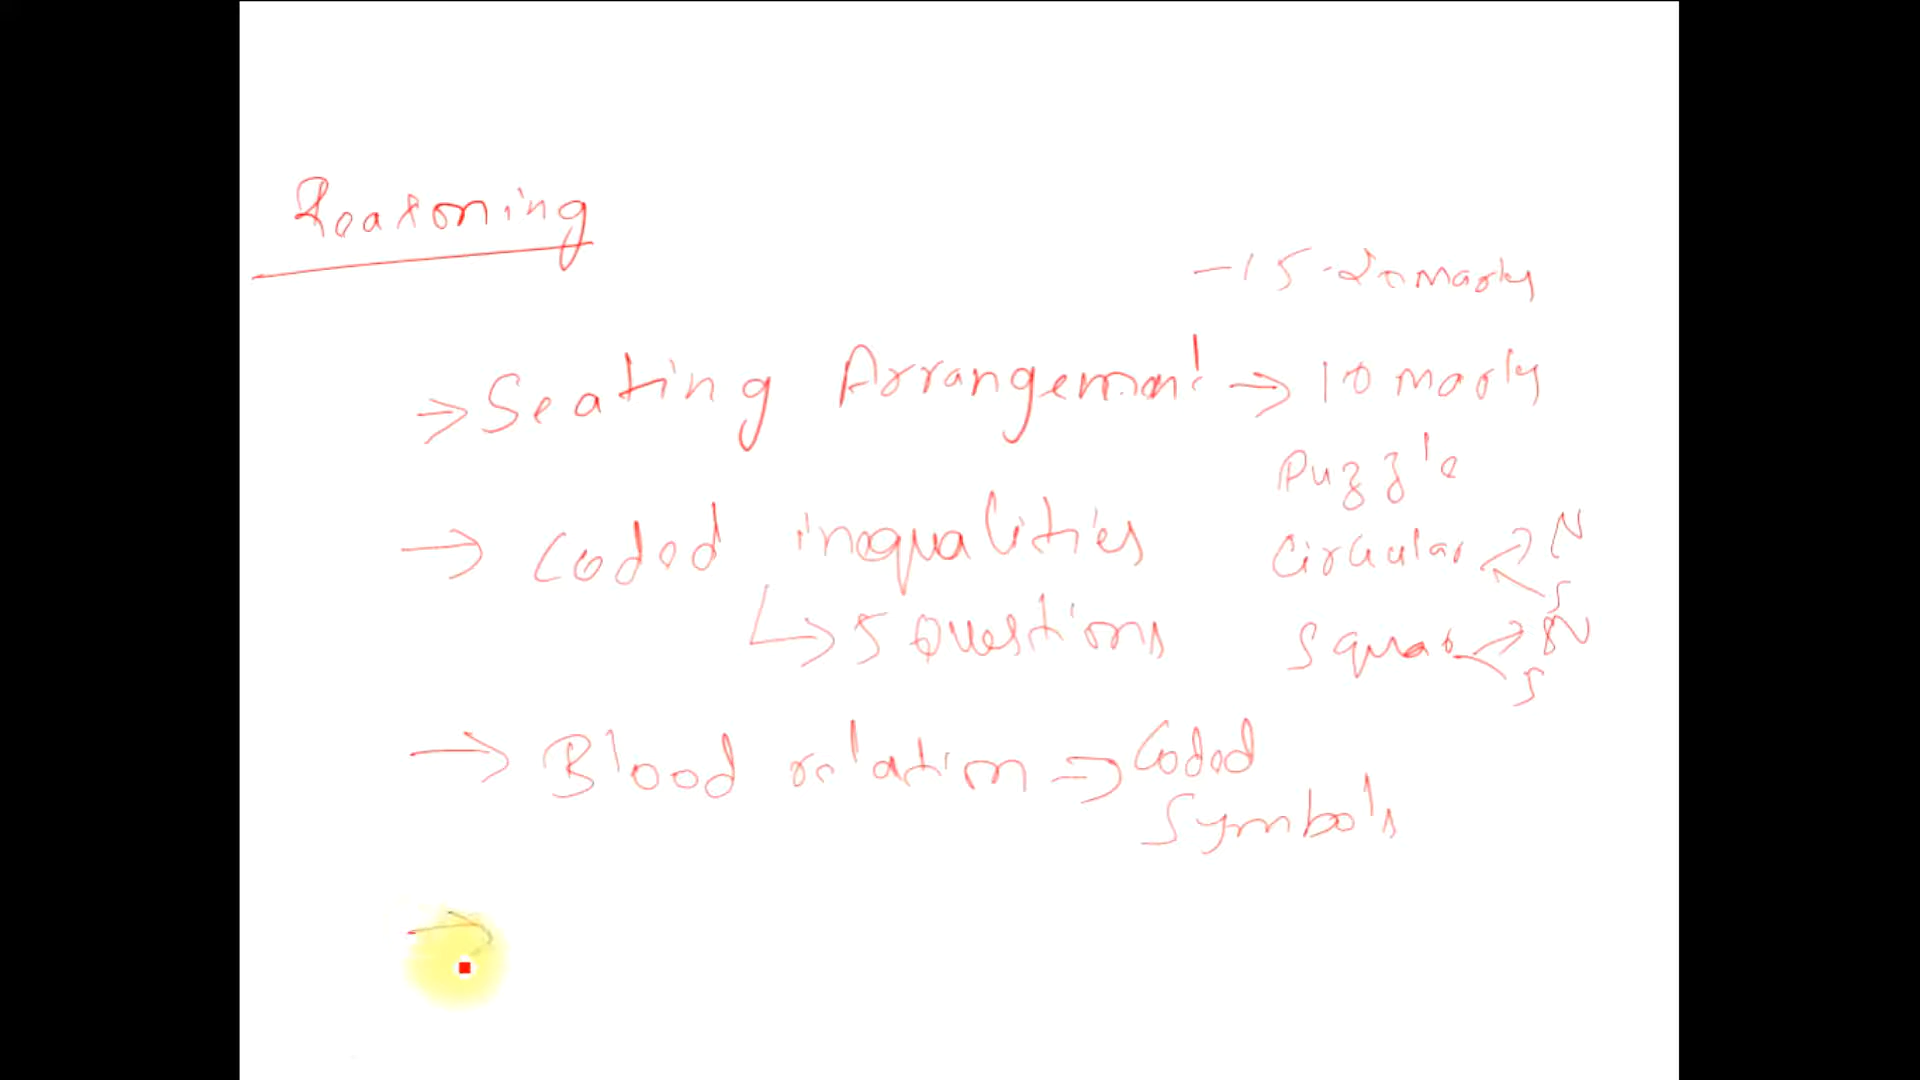 Reasoning
-15-20 marks
⇒ Seating Arrangement → 10 marks
Puzzle
→ Coded inequalities
Circular → N
S
↳ 5 Questions
Square → N
S
→ Blood relation ⇒ Coded
Symbols
→